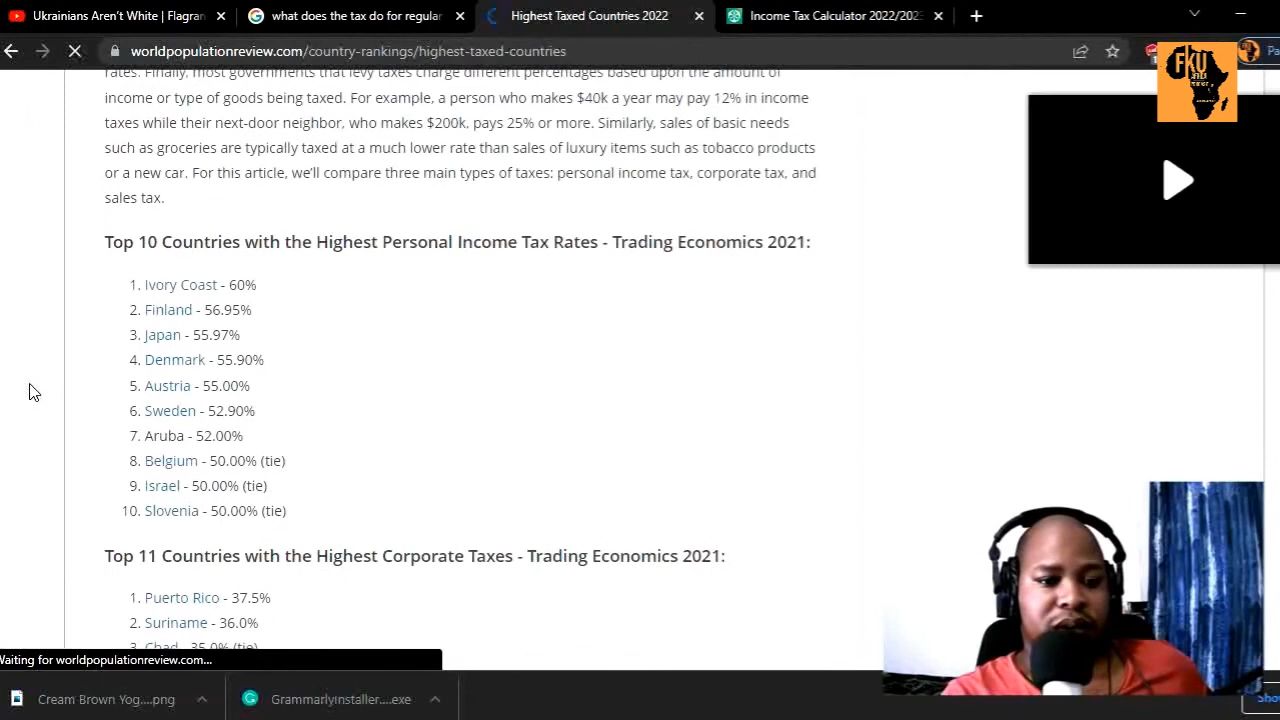 Ukrainians Aren't White | Flagran
what does the tax do for regular
Highest Taxed Countries 2022
Income Tax Calculator 2022/202
worldpopulationreview.com/country-rankings/highest-taxed-countries
Pa
FKU
rates. Finally, most governments that levy taxes charge different percentages based upon the amount of
income or type of goods being taxed. For example, a person who makes $40k a year may pay 12% in income
taxes while their next-door neighbor, who makes $200k, pays 25% or more. Similarly, sales of basic needs
such as groceries are typically taxed at a much lower rate than sales of luxury items such as tobacco products
or a new car. For this article, we'll compare three main types of taxes: personal income tax, corporate tax, and
sales tax.
Top 10 Countries with the Highest Personal Income Tax Rates - Trading Economics 2021:
1. Ivory Coast - 60%
2. Finland - 56.95%
3. Japan - 55.97%
4. Denmark - 55.90%
5. Austria - 55.00%
6. Sweden - 52.90%
7. Aruba - 52.00%
8. Belgium - 50.00% (tie)
9. Israel - 50.00% (tie)
10. Slovenia - 50.00% (tie)
Top 11 Countries with the Highest Corporate Taxes - Trading Economics 2021:
1. Puerto Rico - 37.5%
2. Suriname - 36.0%
3. Chad - 35.0% (tie)
Waiting for worldpopulationreview.com...
Cream Brown Yog....png
Grammarlyinstaller....exe
Sho